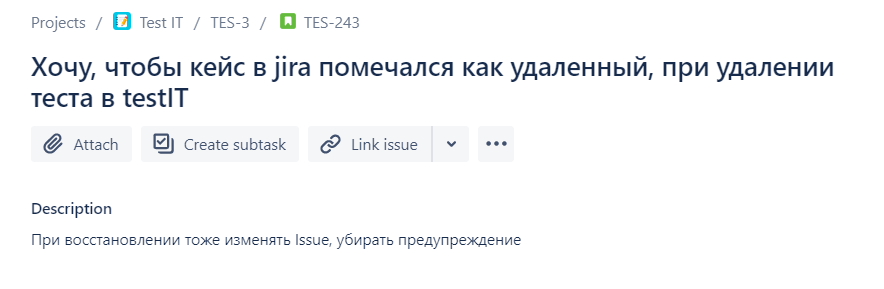 Projects / Test IT / TES-3 / TES-243
Хочу, чтобы кейс в jira помечался как удаленный, при удалении
теста в testIT
Attach Create subtask Link issue
Description
При восстановлении тоже изменять Issue, убирать предупреждение